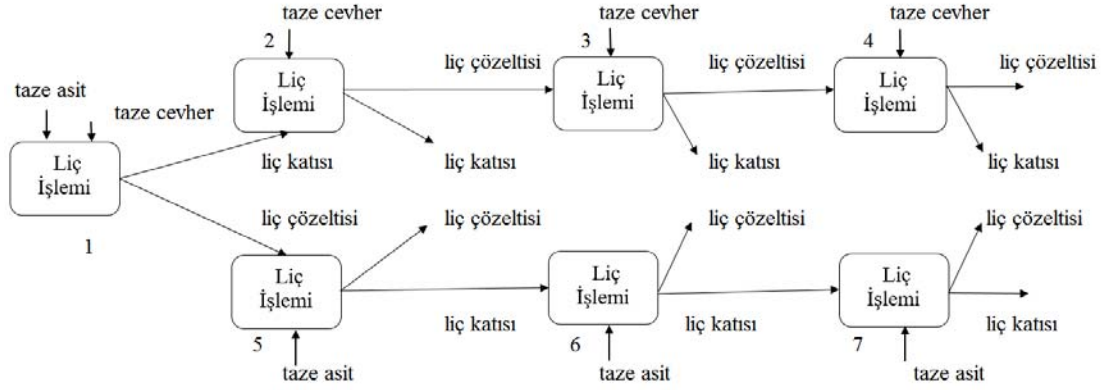 taze cevher
taze cevher
taze cevher
2
3
4
liç çözeltisi
liç çözeltisi
liç çözeltisi
Liç
İşlemi
Liç
İşlemi
Liç
İşlemi
taze asit
taze cevher
Liç
İşlemi
liç katısı
liç katısı
liç katısı
liç katısı
1
liç çözeltisi
liç çözeltisi
liç çözeltisi
liç çözeltisi
Liç
İşlemi
Liç
İşlemi
Liç
İşlemi
liç katısı
liç katısı
liç katısı
5
6
7
taze asit
taze asit
taze asit